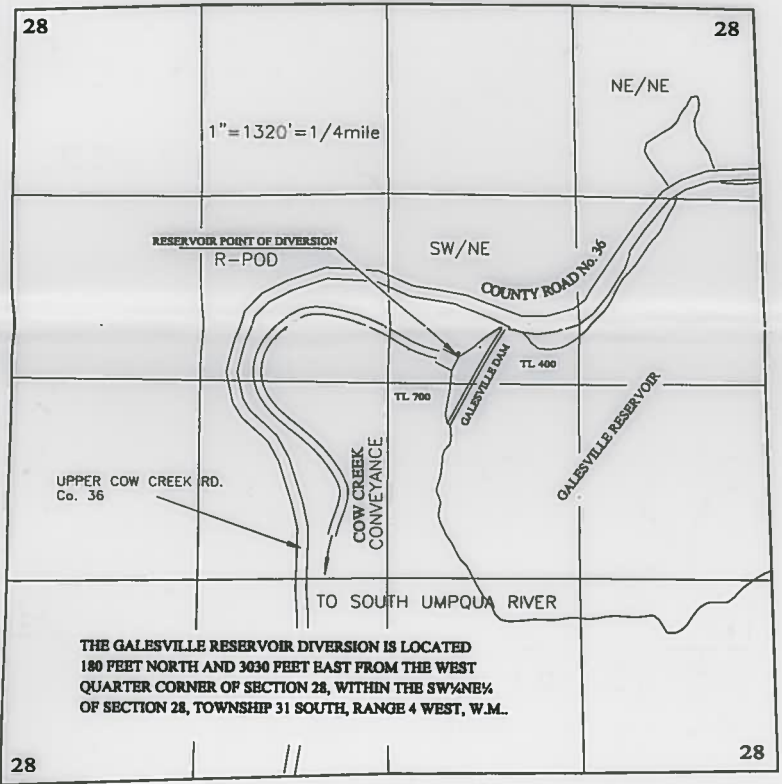 28
28
NE/NE
1"=1320'=1/4mile
RESERVOIR POINT OF DIVERSION
R-POD
SW/NE
COUNTY ROAD No. 36
TL 400
TL 700
GALESVILLE DAM
GALESVILLE RESERVOIR
UPPER COW CREEK RD.
Co. 36
COW CREEK
CONVEYANCE
TO SOUTH UMPQUA RIVER
THE GALESVILLE RESERVOIR DIVERSION IS LOCATED
180 FEET NORTH AND 3030 FEET EAST FROM THE WEST
QUARTER CORNER OF SECTION 28, WITHIN THE SW¼NE¼
OF SECTION 28, TOWNSHIP 31 SOUTH, RANGE 4 WEST, W.M..
28
28